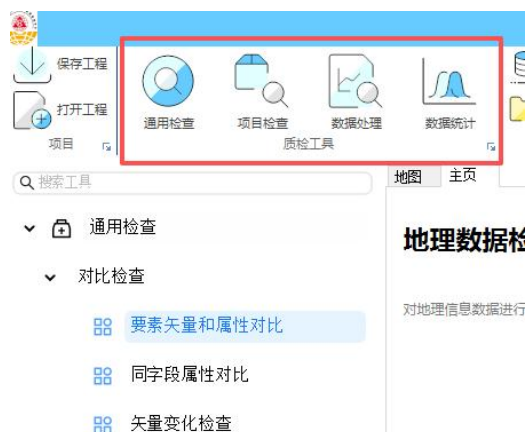 保存工程
打开工程
项目
通用检查
项目检查
数据处理
数据统计
质检工具
搜索工具
地图
主页
通用检查
对比检查
要素矢量和属性对比
同字段属性对比
矢量变化检查
地理数据检
对地理信息数据进行